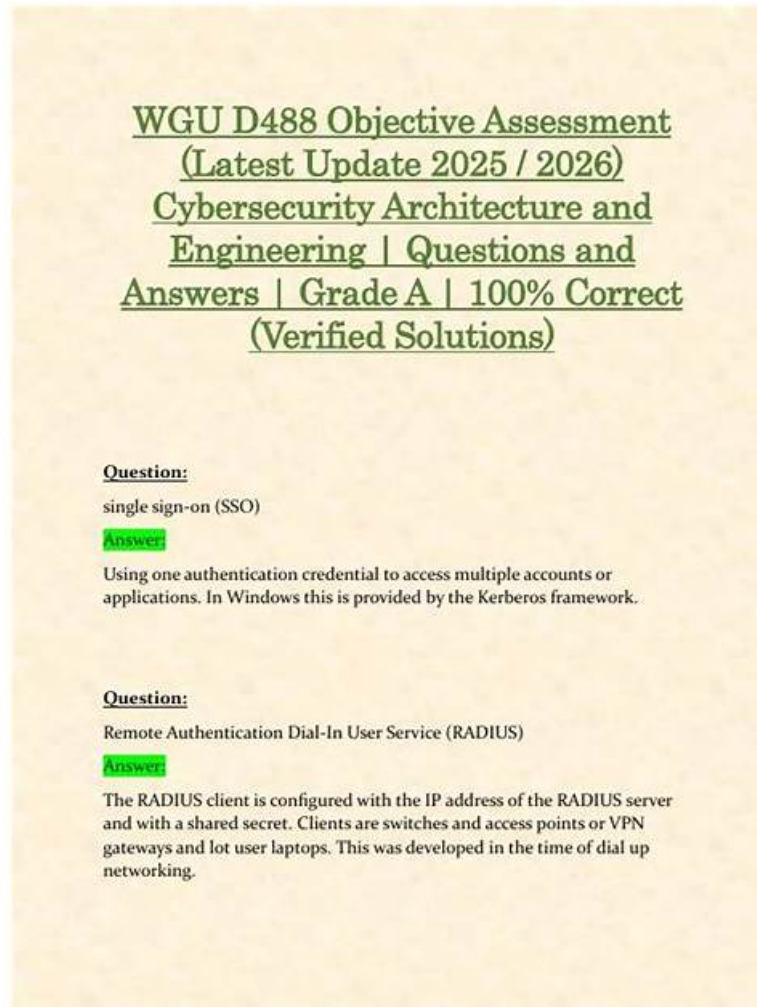 WGU D488 Objective Assessment
(Latest Update 2025 / 2026)
Cybersecurity Architecture and
Engineering | Questions and
Answers | Grade A | 100% Correct
(Verified Solutions)
Question:
single sign-on (SSO)
Answer:
Using one authentication credential to access multiple accounts or
applications. In Windows this is provided by the Kerberos framework.
Question:
Remote Authentication Dial-In User Service (RADIUS)
Answer:
The RADIUS client is configured with the IP address of the RADIUS server
and with a shared secret. Clients are switches and access points or VPN
gateways and lot user laptops. This was developed in the time of dial up
networking.